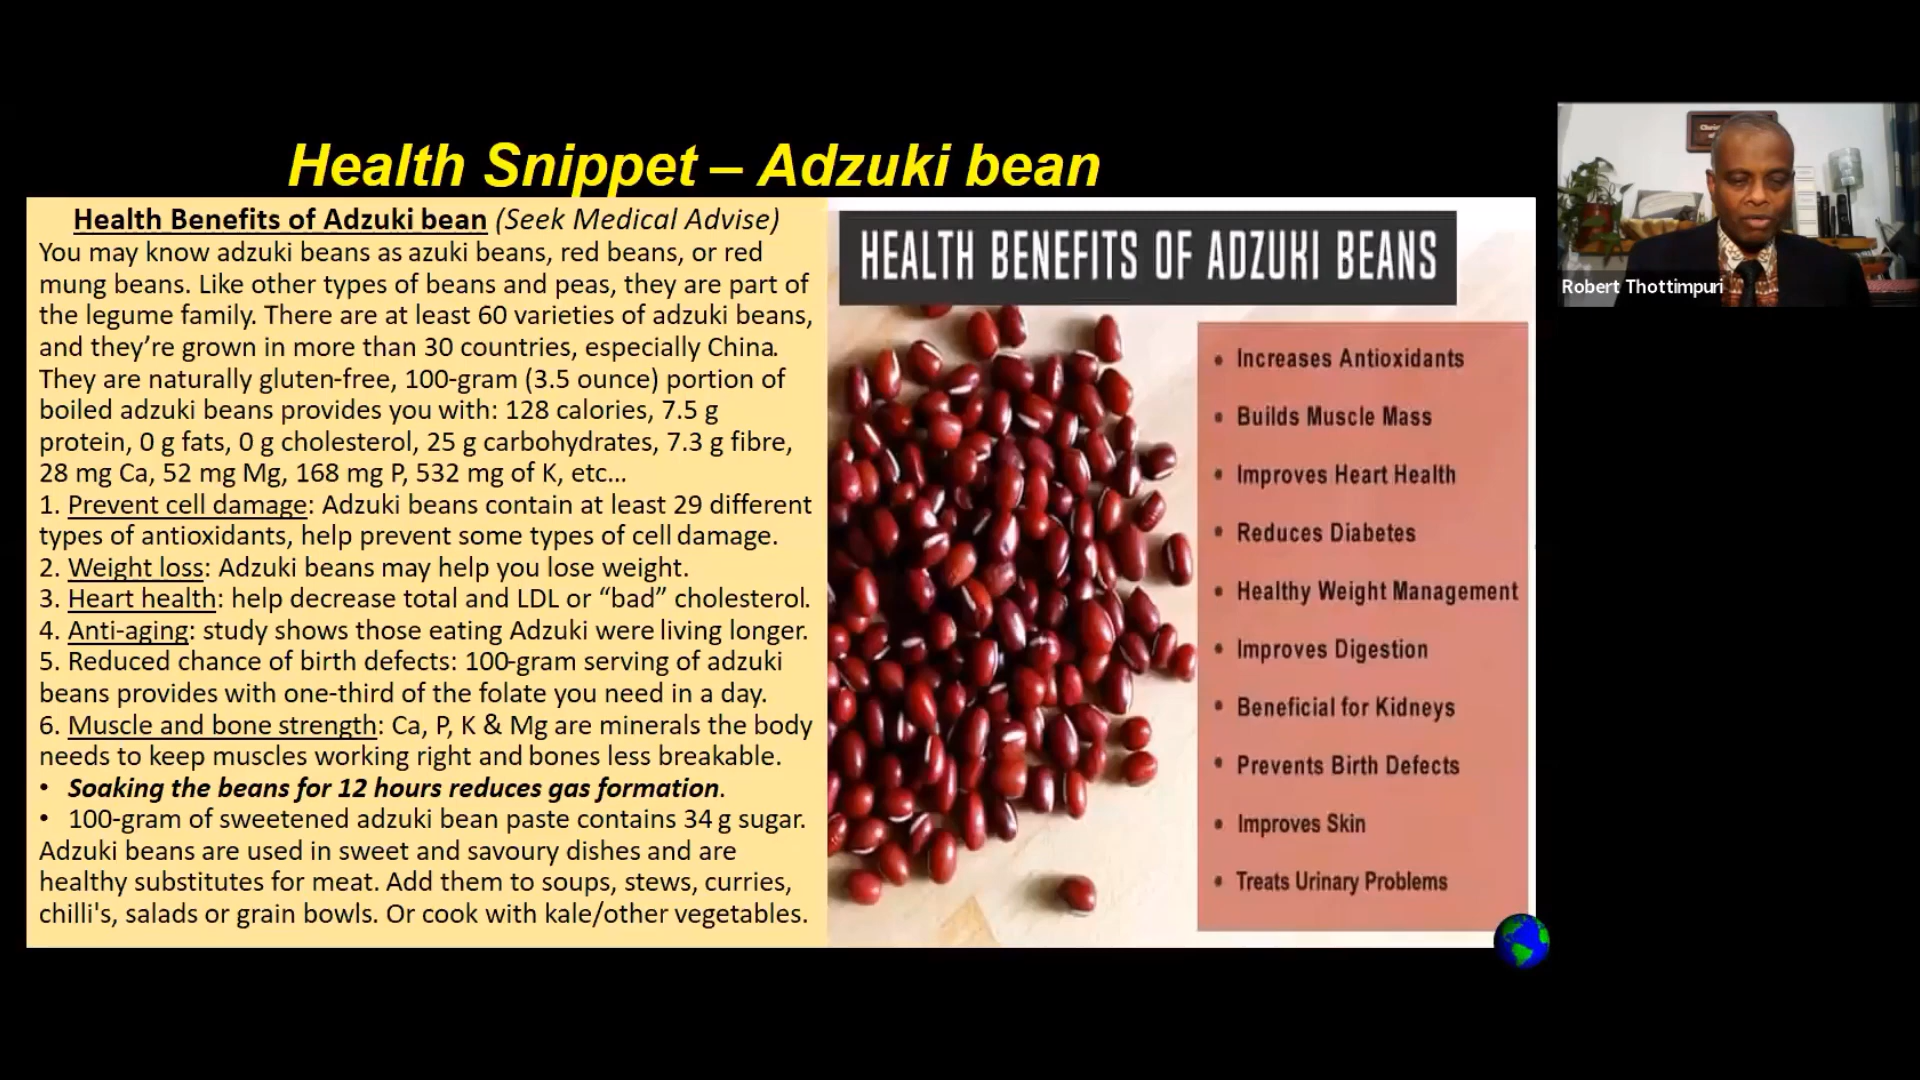 Health Snippet – Adzuki bean
Health Benefits of Adzuki bean (Seek Medical Advise)
You may know adzuki beans as azuki beans, red beans, or red
mung beans. Like other types of beans and peas, they are part of
the legume family. There are at least 60 varieties of adzuki beans,
and they’re grown in more than 30 countries, especially China.
They are naturally gluten-free, 100-gram (3.5 ounce) portion of
boiled adzuki beans provides you with: 128 calories, 7.5 g
protein, 0 g fats, 0 g cholesterol, 25 g carbohydrates, 7.3 g fibre,
28 mg Ca, 52 mg Mg, 168 mg P, 532 mg of K, etc...
1. Prevent cell damage: Adzuki beans contain at least 29 different
types of antioxidants, help prevent some types of cell damage.
2. Weight loss: Adzuki beans may help you lose weight.
3. Heart health: help decrease total and LDL or “bad” cholesterol.
4. Anti-aging: study shows those eating Adzuki were living longer.
5. Reduced chance of birth defects: 100-gram serving of adzuki
beans provides with one-third of the folate you need in a day.
6. Muscle and bone strength: Ca, P, K & Mg are minerals the body
needs to keep muscles working right and bones less breakable.
• Soaking the beans for 12 hours reduces gas formation.
• 100-gram of sweetened adzuki bean paste contains 34 g sugar.
Adzuki beans are used in sweet and savoury dishes and are
healthy substitutes for meat. Add them to soups, stews, curries,
chilli's, salads or grain bowls. Or cook with kale/other vegetables.
HEALTH BENEFITS OF ADZUKI BEANS
• Increases Antioxidants
• Builds Muscle Mass
• Improves Heart Health
• Reduces Diabetes
• Healthy Weight Management
• Improves Digestion
• Beneficial for Kidneys
• Prevents Birth Defects
• Improves Skin
• Treats Urinary Problems
Robert Thottimpuri